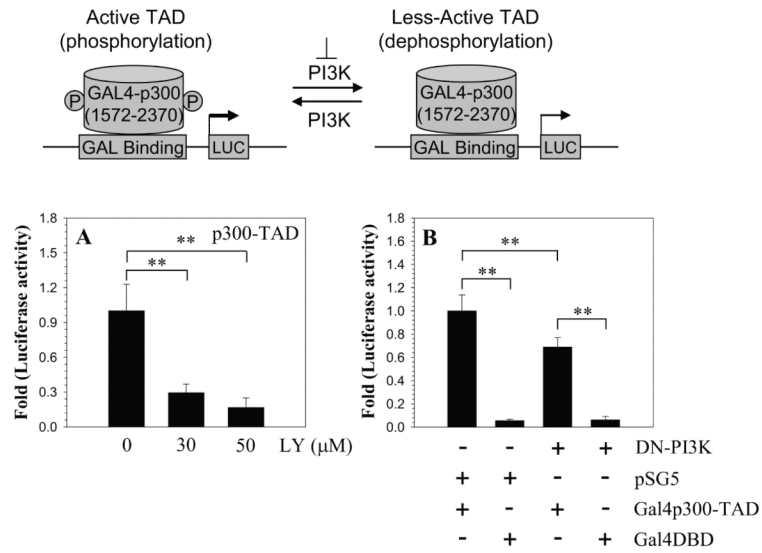 Active TAD
(phosphorylation)
Less-Active TAD
(dephosphorylation)
PI3K
PI3K
P
GAL4-p300
(1572-2370)
P
GAL Binding
LUC
GAL4-p300
(1572-2370)
GAL Binding
LUC
A
p300-TAD
Fold (Luciferase activity)
1.8
1.5
1.2
0.9
0.6
0.3
0.0
**
**
0 30 50 LY (μM)
B
Fold (Luciferase activity)
1.8
1.6
1.4
1.2
1.0
0.8
0.6
0.4
0.2
0.0
**
**
**
- - + + DN-PI3K
+ + - - pSG5
+ - + - Gal4p300-TAD
- + - + Gal4DBD